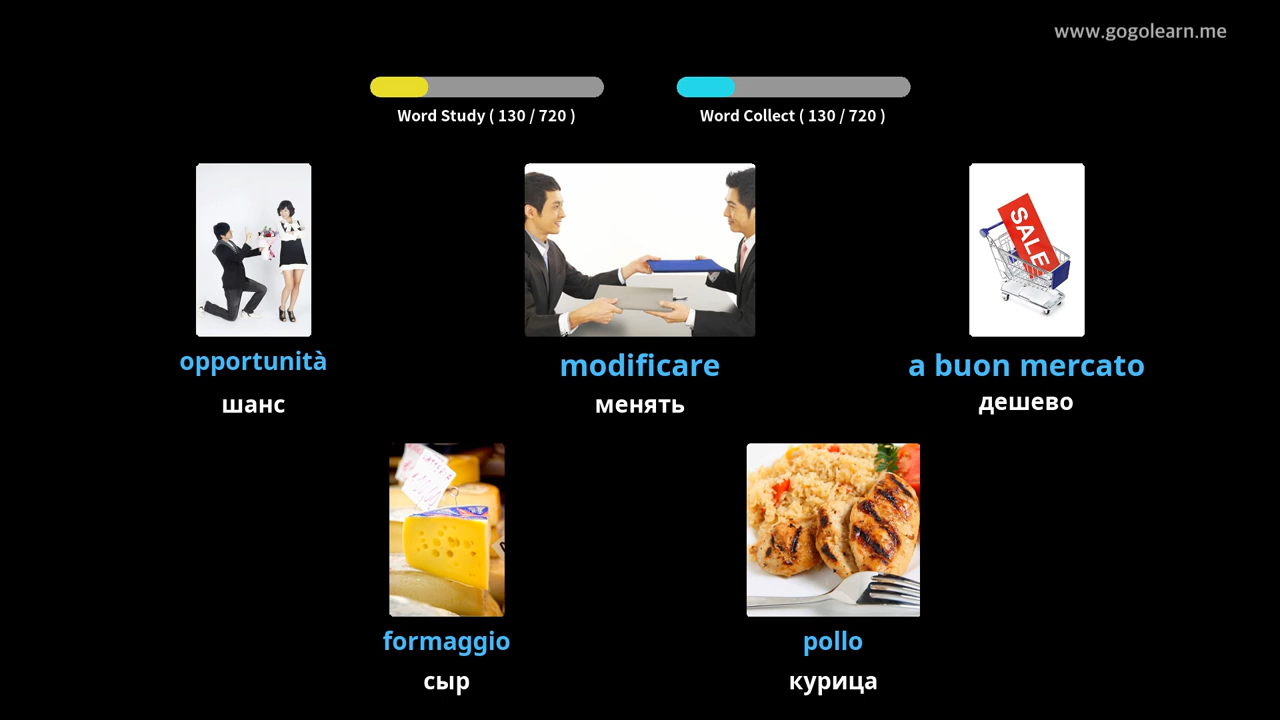 www.gogolearn.me
Word Study ( 130 / 720 )
Word Collect ( 130 / 720 )
SALE
opportunità
шанс
modificare
менять
a buon mercato
дешево
formaggio
сыр
pollo
курица